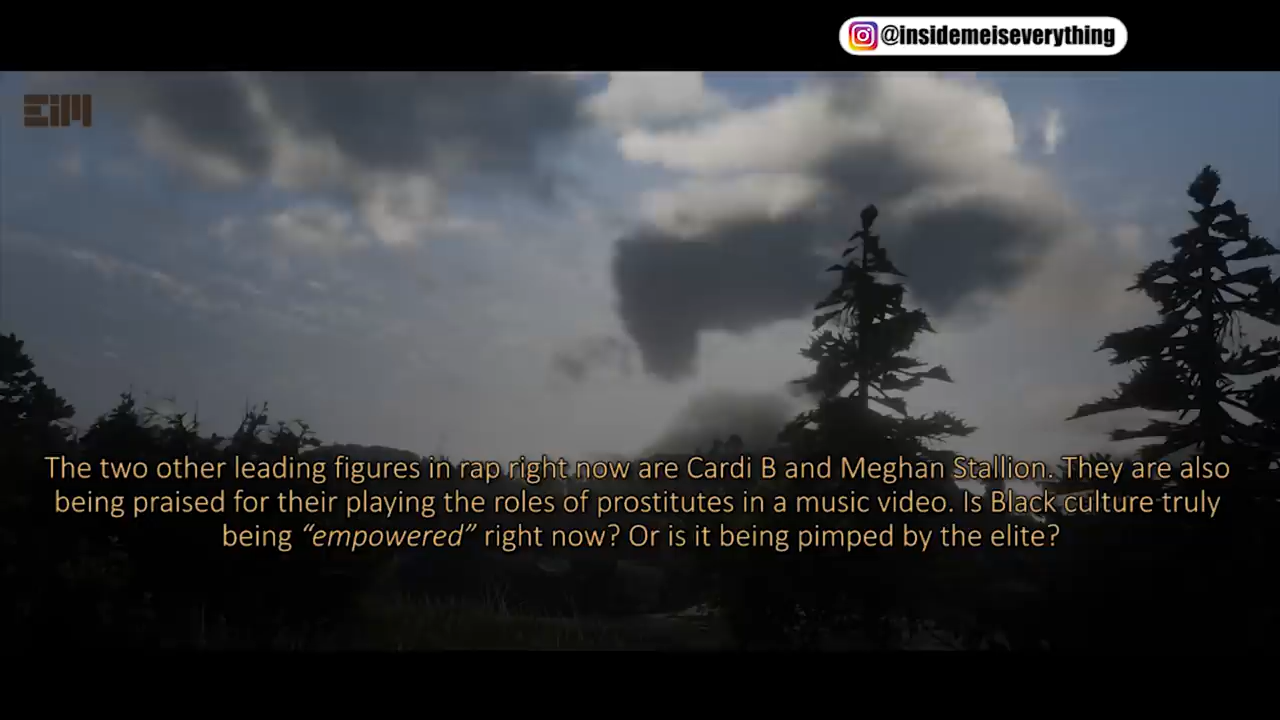 @insidemeiseverything
EIM
The two other leading figures in rap right now are Cardi B and Meghan Stallion. They are also
being praised for their playing the roles of prostitutes in a music video. Is Black culture truly
being “empowered” right now? Or is it being pimped by the elite?